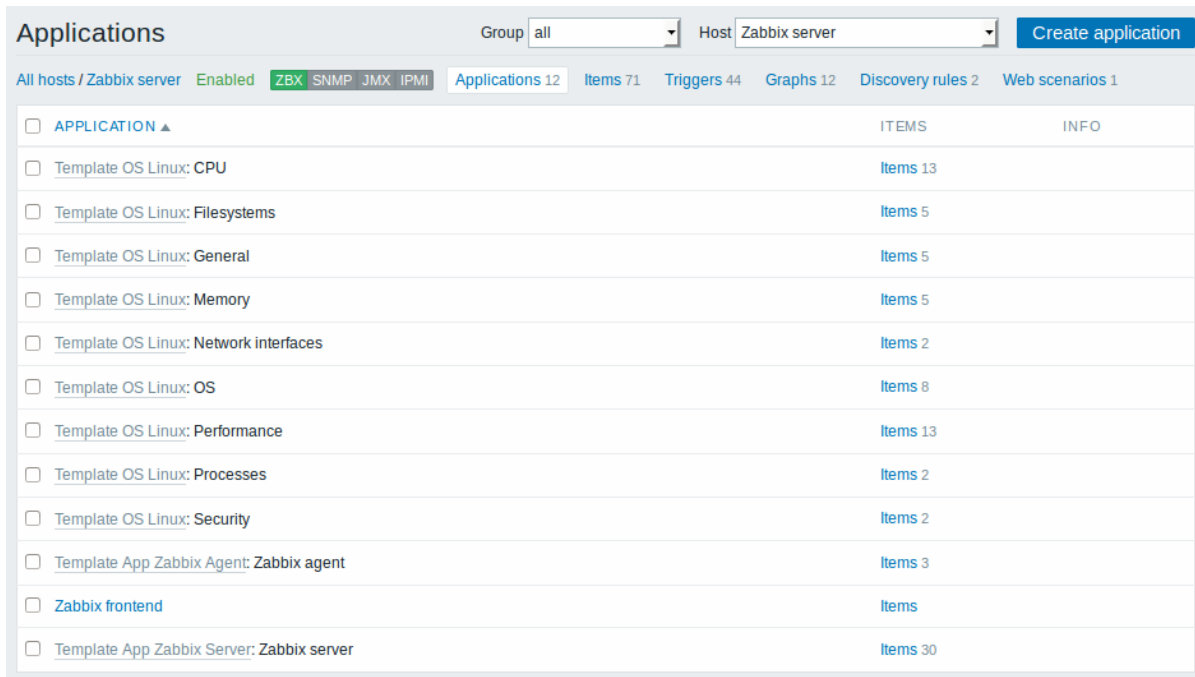 Applications Group all Host Zabbix server Create application
All hosts / Zabbix server Enabled ZBX SNMP JMX IPMI Applications 12 Items 71 Triggers 44 Graphs 12 Discovery rules 2 Web scenarios 1
APPLICATION ▲ ITEMS INFO
Template OS Linux: CPU Items 13
Template OS Linux: Filesystems Items 5
Template OS Linux: General Items 5
Template OS Linux: Memory Items 5
Template OS Linux: Network interfaces Items 2
Template OS Linux: OS Items 8
Template OS Linux: Performance Items 13
Template OS Linux: Processes Items 2
Template OS Linux: Security Items 2
Template App Zabbix Agent: Zabbix agent Items 3
Zabbix frontend Items
Template App Zabbix Server: Zabbix server Items 30